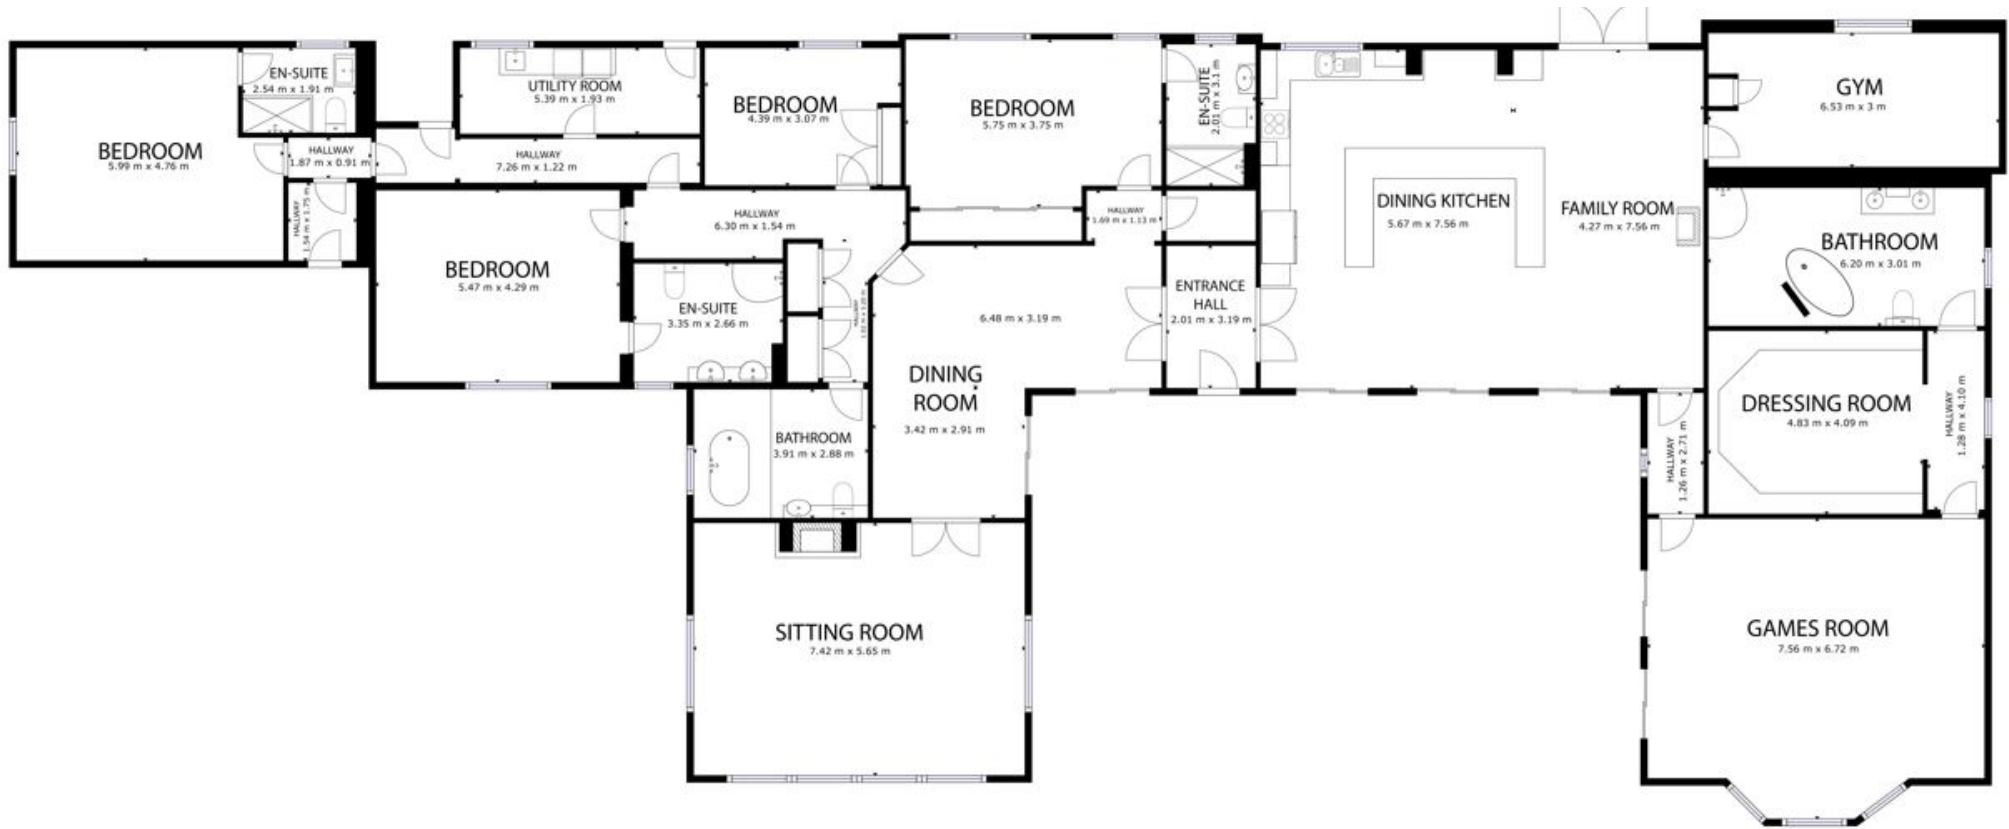 EN-SUITE
2.54 m x 1.91 m
BEDROOM
5.99 m x 4.76 m
HALLWAY
1.87 m x 0.91 m
HALLWAY
1.54 m x 1.75 m
UTILITY ROOM
5.39 m x 1.93 m
HALLWAY
7.26 m x 1.22 m
BEDROOM
4.39 m x 3.07 m
BEDROOM
5.75 m x 3.75 m
EN-SUITE
2.01 m x 3.1 m
HALLWAY
6.30 m x 1.54 m
HALLWAY
1.69 m x 1.13 m
BEDROOM
5.47 m x 4.29 m
EN-SUITE
3.35 m x 2.66 m
HALLWAY
6.48 m x 3.19 m
DINING
ROOM
3.42 m x 2.91 m
ENTRANCE
HALL
2.01 m x 3.19 m
DINING KITCHEN
5.67 m x 7.56 m
FAMILY ROOM
4.27 m x 7.56 m
GYM
6.53 m x 3 m
BATHROOM
6.20 m x 3.01 m
DRESSING ROOM
4.83 m x 4.09 m
HALLWAY
1.28 m x 4.10 m
HALLWAY
1.26 m x 2.71 m
BATHROOM
3.91 m x 2.88 m
SITTING ROOM
7.42 m x 5.65 m
GAMES ROOM
7.56 m x 6.72 m